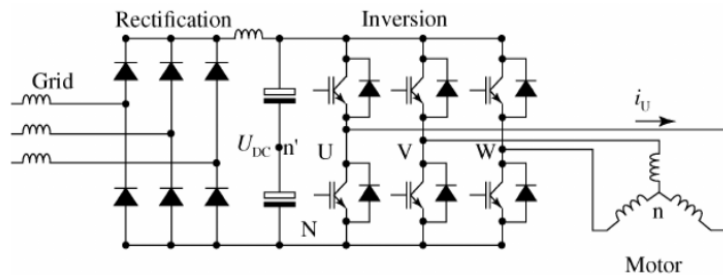 Rectification
Inversion
Grid
i_U
U_DC n'
U
V
W
N
n
Motor